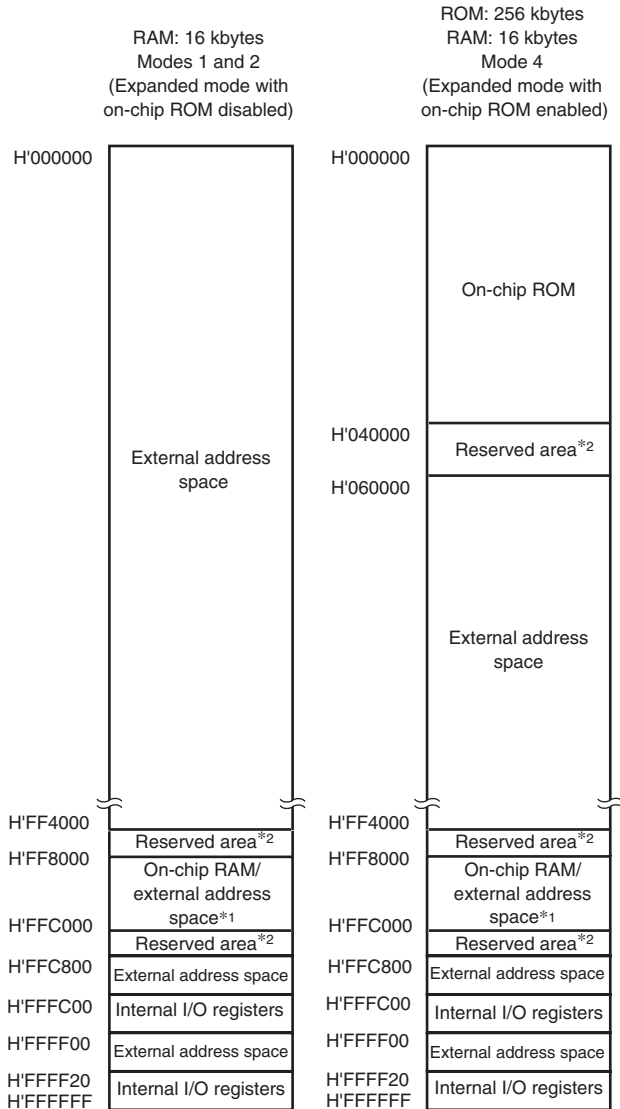 RAM: 16 kbytes
Modes 1 and 2
(Expanded mode with
on-chip ROM disabled)
H'000000
External address
space
H'FF4000
Reserved area*2
H'FF8000
On-chip RAM/
external address
space*1
H'FFC000
Reserved area*2
H'FFC800
External address space
H'FFFC00
Internal I/O registers
H'FFFF00
External address space
H'FFFF20
Internal I/O registers
H'FFFFFF
ROM: 256 kbytes
RAM: 16 kbytes
Mode 4
(Expanded mode with
on-chip ROM enabled)
H'000000
On-chip ROM
H'040000
Reserved area*2
H'060000
External address
space
H'FF4000
Reserved area*2
H'FF8000
On-chip RAM/
external address
space*1
H'FFC000
Reserved area*2
H'FFC800
External address space
H'FFFC00
Internal I/O registers
H'FFFF00
External address space
H'FFFF20
Internal I/O registers
H'FFFFFF